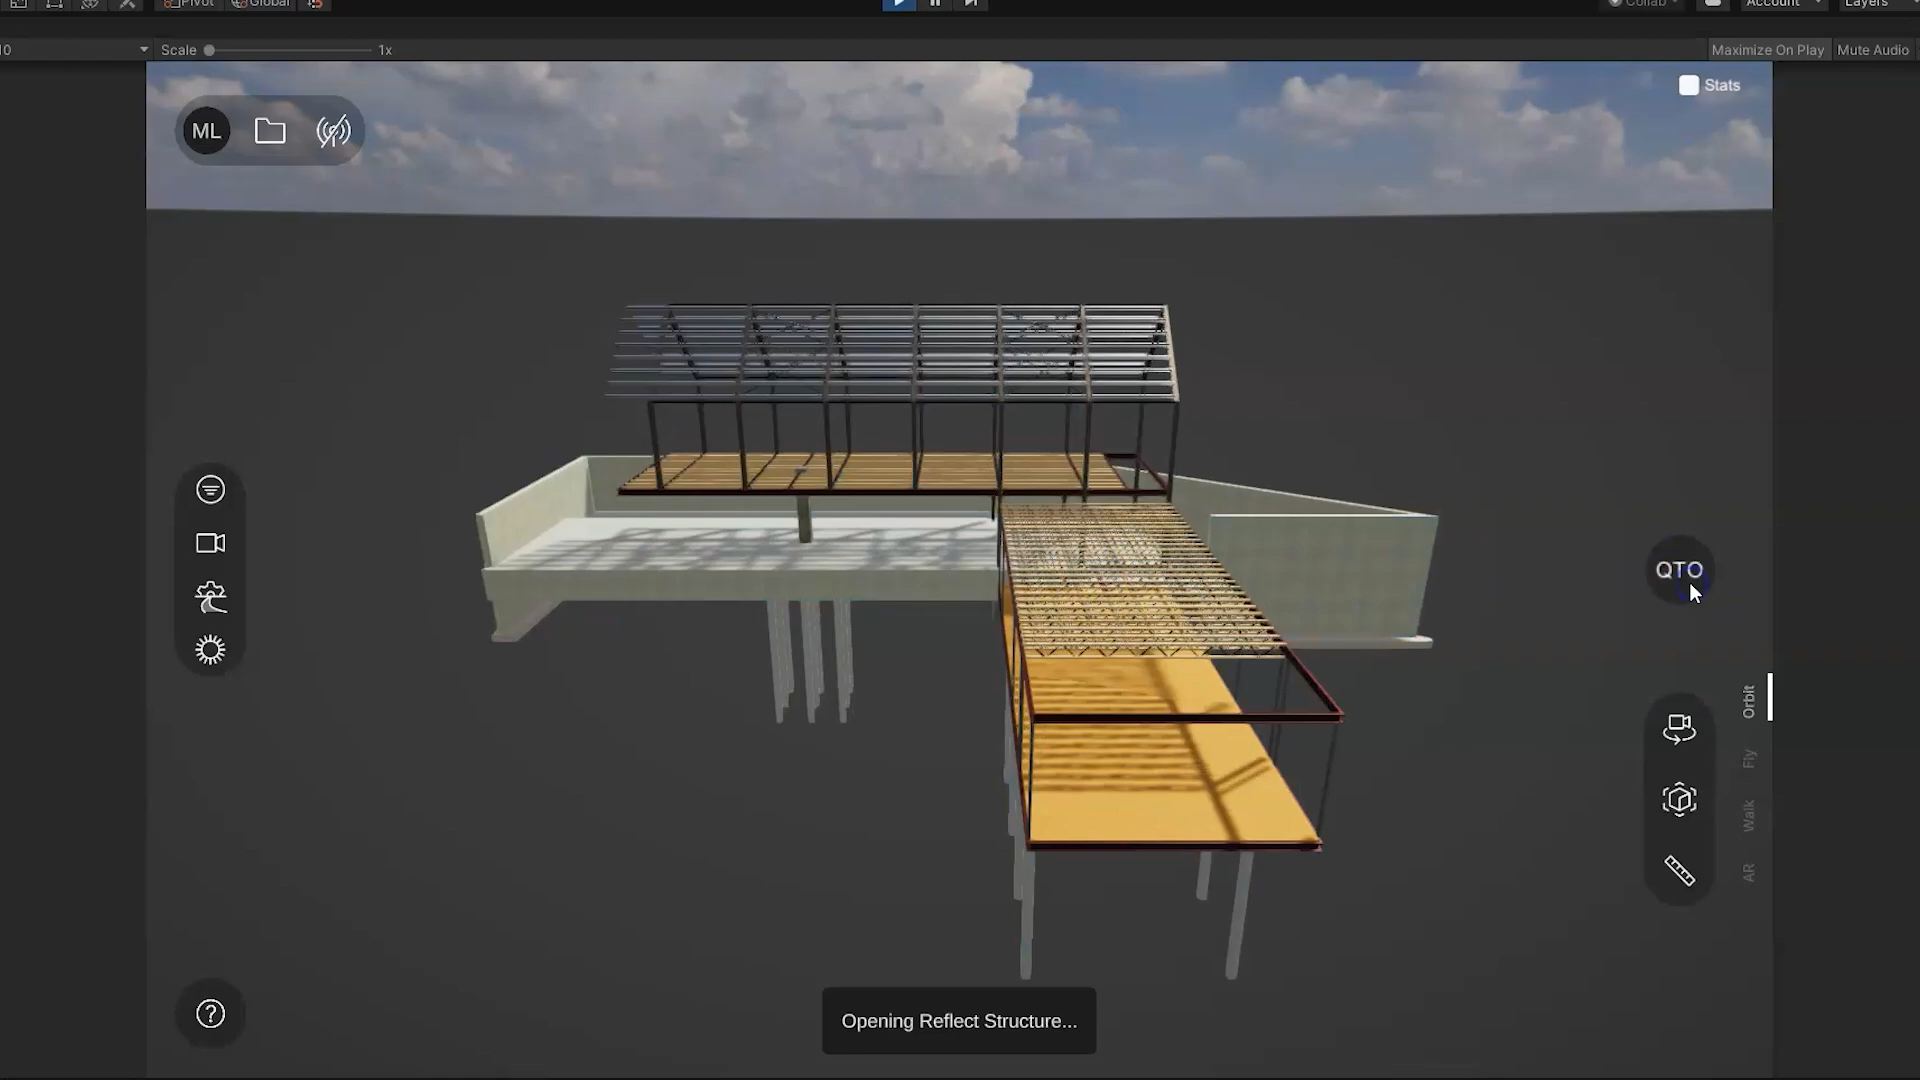 Pivot
Global
Collab
Account
Layers
Scale 1x
Maximize On Play Mute Audio
Stats
ML
QTO
Orbit
Fly
Walk
AR
Opening Reflect Structure...